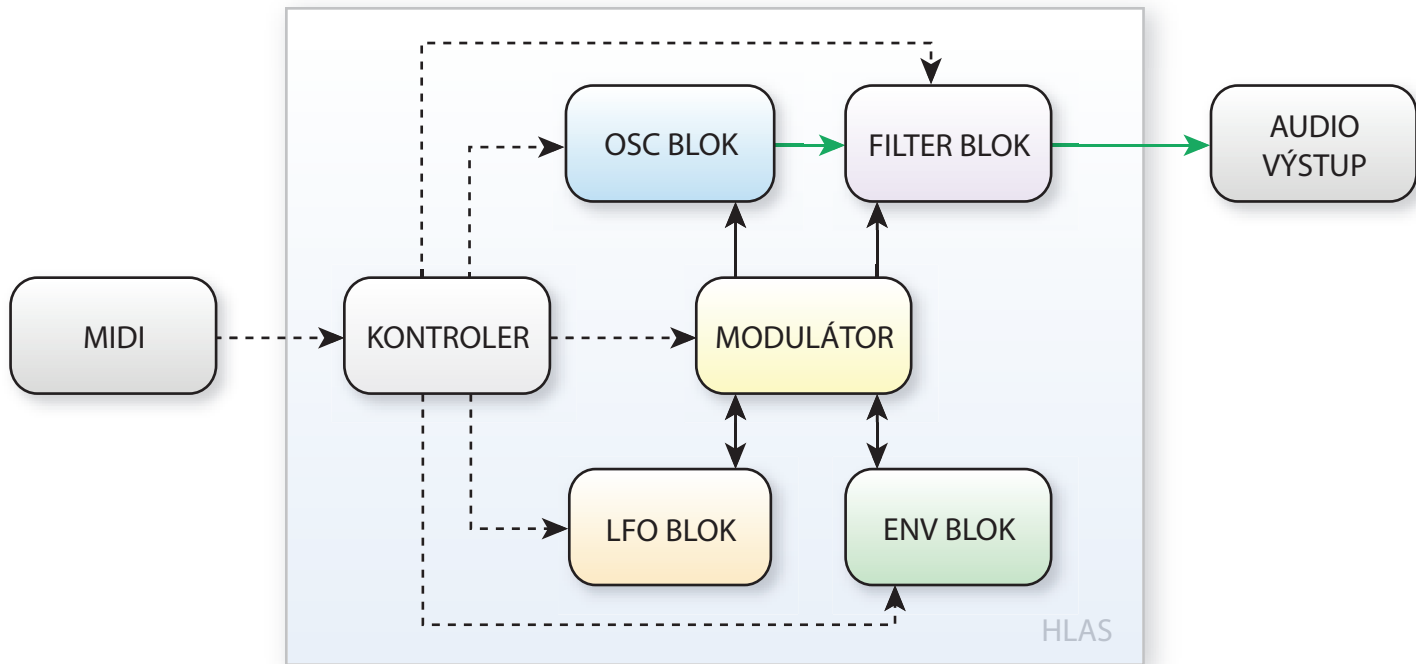 OSC BLOK
FILTER BLOK
AUDIO
VÝSTUP
MIDI
KONTROLER
MODULÁTOR
LFO BLOK
ENV BLOK
HLAS